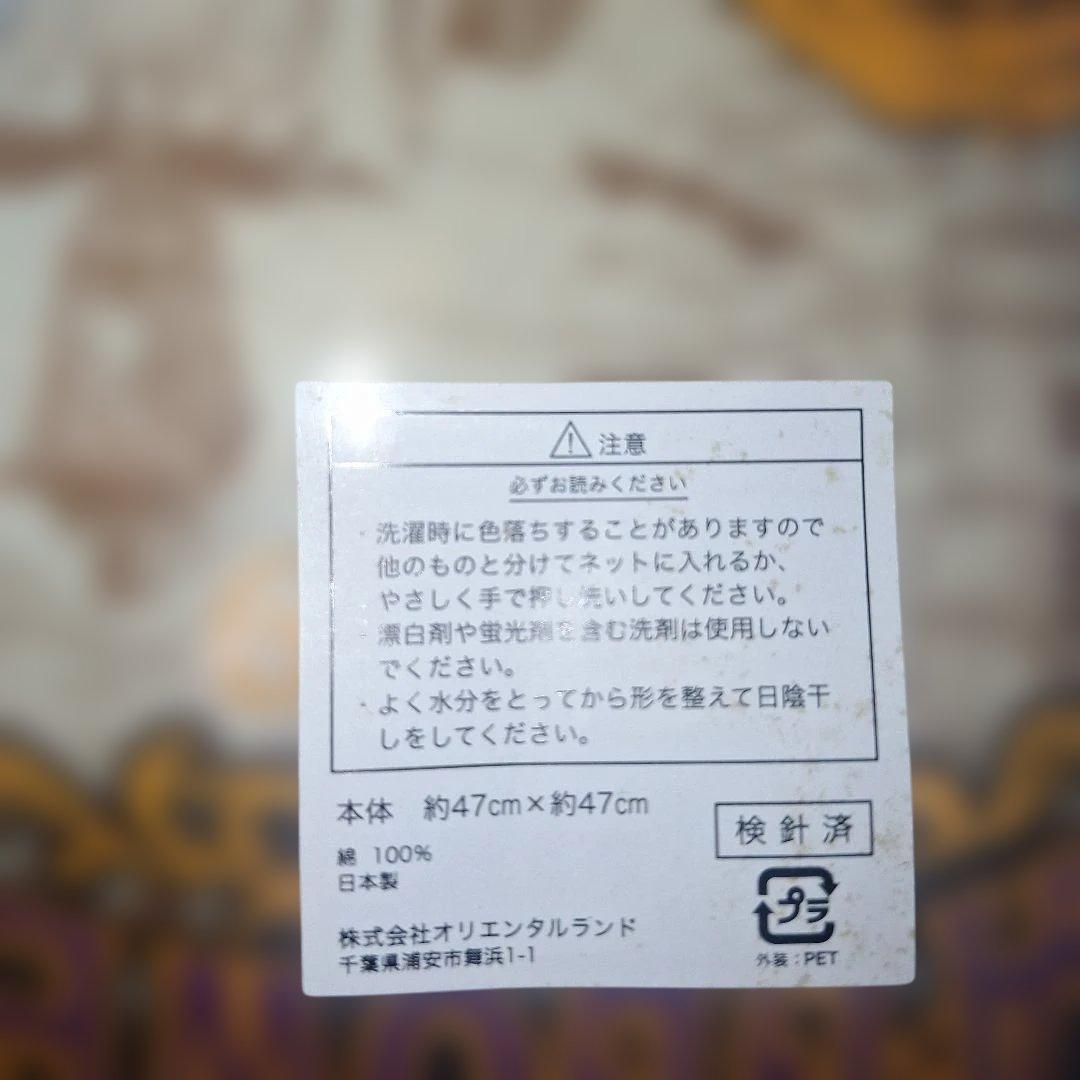 注意
必ずお読みください
・洗濯時に色落ちすることがありますので
他のものと分けてネットに入れるか、
やさしく手で押し洗いしてください。
・漂白剤や蛍光剤を含む洗剤は使用しない
でください。
・よく水分をとってから形を整えて日陰干
しをしてください。
本体 約47cm×約47cm
検針済
綿 100%
日本製
プラ
外装:PET
株式会社オリエンタルランド
千葉県浦安市舞浜1-1